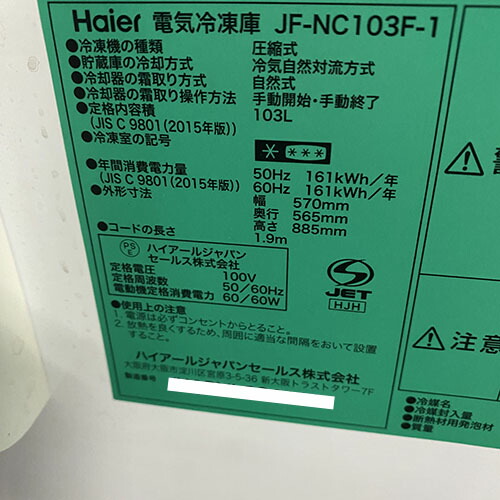 Haier 電気冷凍庫 JF-NC103F-1
●冷凍機の種類 圧縮式
●貯蔵庫の冷却方式 冷気自然対流方式
●冷却器の霜取り方式 自然式
●冷却器の霜取り操作方法 手動開始・手動終了
●定格内容積 103L
(JIS C 9801(2015年版))
●冷凍室の記号
●年間消費電力量 50Hz 161kWh/年
(JIS C 9801(2015年版)) 60Hz 161kWh/年
●外形寸法 幅 570mm
奥行 565mm
高さ 885mm
●コードの長さ 1.9m
PS E ハイアールジャパン
セールス株式会社
定格電圧 100V
定格周波数 50/60Hz
電動機定格消費電力 60/60W
JET
HJH
●使用上の注意
1. 電源は必ずコンセントからとること。
2. 放熱を良くするため、周囲に適当な間隔をおいて設置
すること。
ハイアールジャパンセールス株式会社
大阪府大阪市淀川区宮原3-5-36 新大阪トラストタワー7F
製造番号
注意
●冷媒名
●冷媒封入量
●断熱材用発泡材
●質量